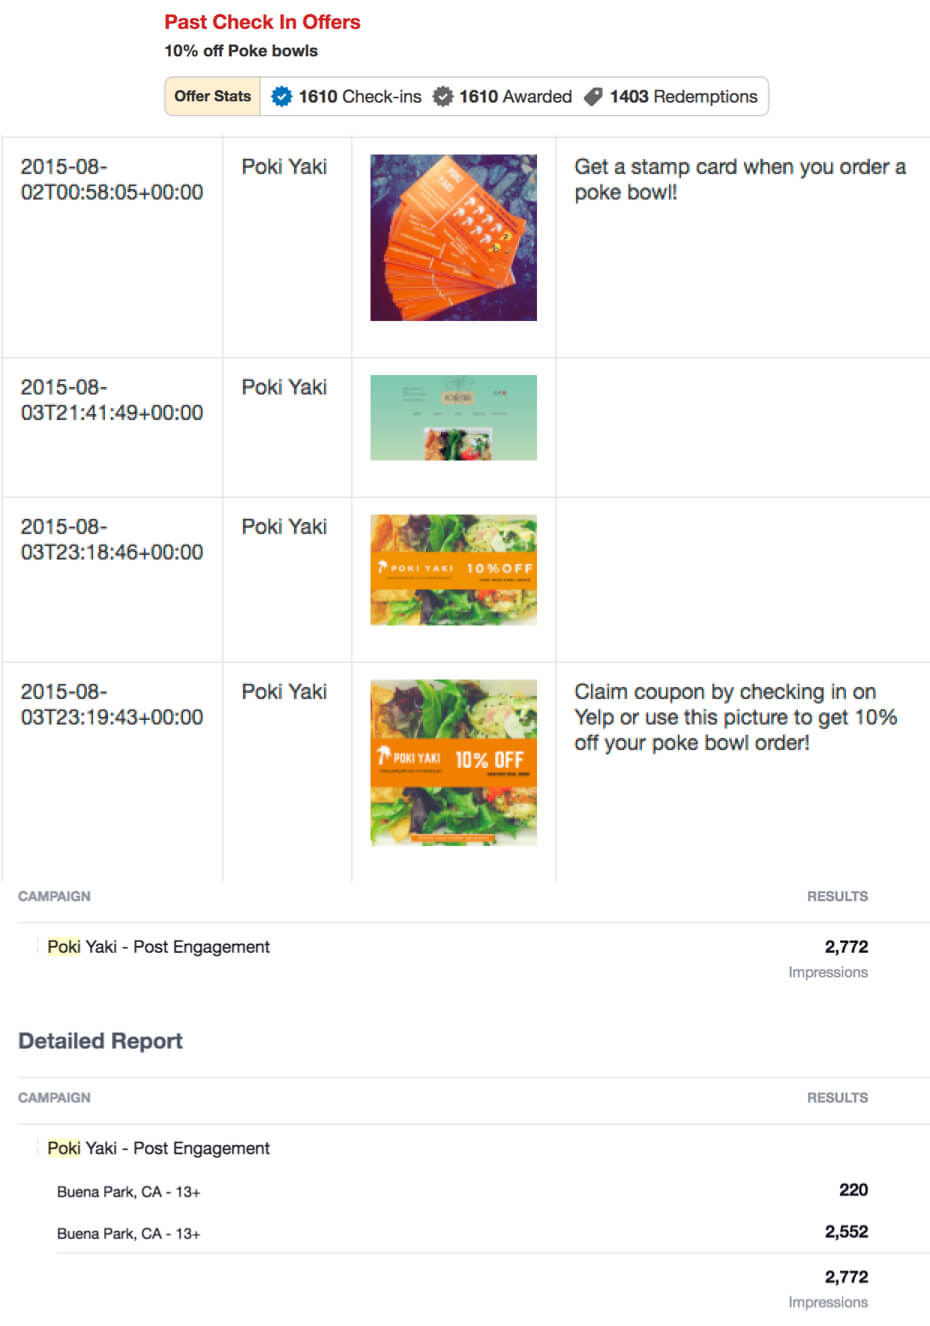 Past Check In Offers
10% off Poke bowls
Offer Stats 1610 Check-ins 1610 Awarded 1403 Redemptions
2015-08-
02T00:58:05+00:00
Poki Yaki
POKI
YAKI
Get a stamp card when you order a
poke bowl!
2015-08-
03T21:41:49+00:00
Poki Yaki
2015-08-
03T23:18:46+00:00
Poki Yaki
POKI YAKI 10%OFF
2015-08-
03T23:19:43+00:00
Poki Yaki
POKI YAKI 10% OFF
Claim coupon by checking in on
Yelp or use this picture to get 10%
off your poke bowl order!
CAMPAIGN RESULTS
Poki Yaki - Post Engagement 2,772
Impressions
Detailed Report
CAMPAIGN RESULTS
Poki Yaki - Post Engagement
Buena Park, CA - 13+ 220
Buena Park, CA - 13+ 2,552
2,772
Impressions